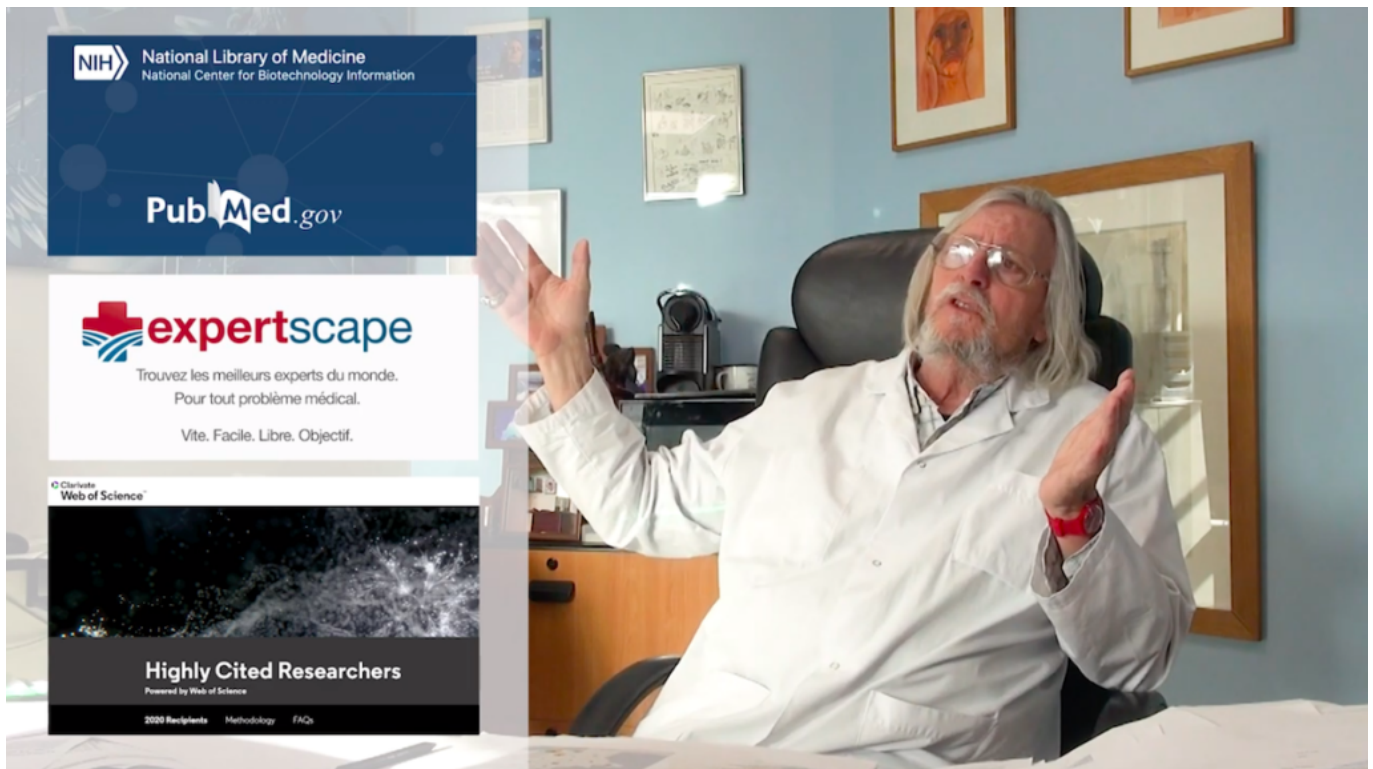 NIH
National Library of Medicine
National Center for Biotechnology Information
PubMed.gov
expertscape
Trouvez les meilleurs experts du monde.
Pour tout problème médical.
Vite. Facile. Libre. Objectif.
Clarivate
Web of Science™
Highly Cited Researchers
Powered by Web of Science
2020 Recipients Methodology FAQs